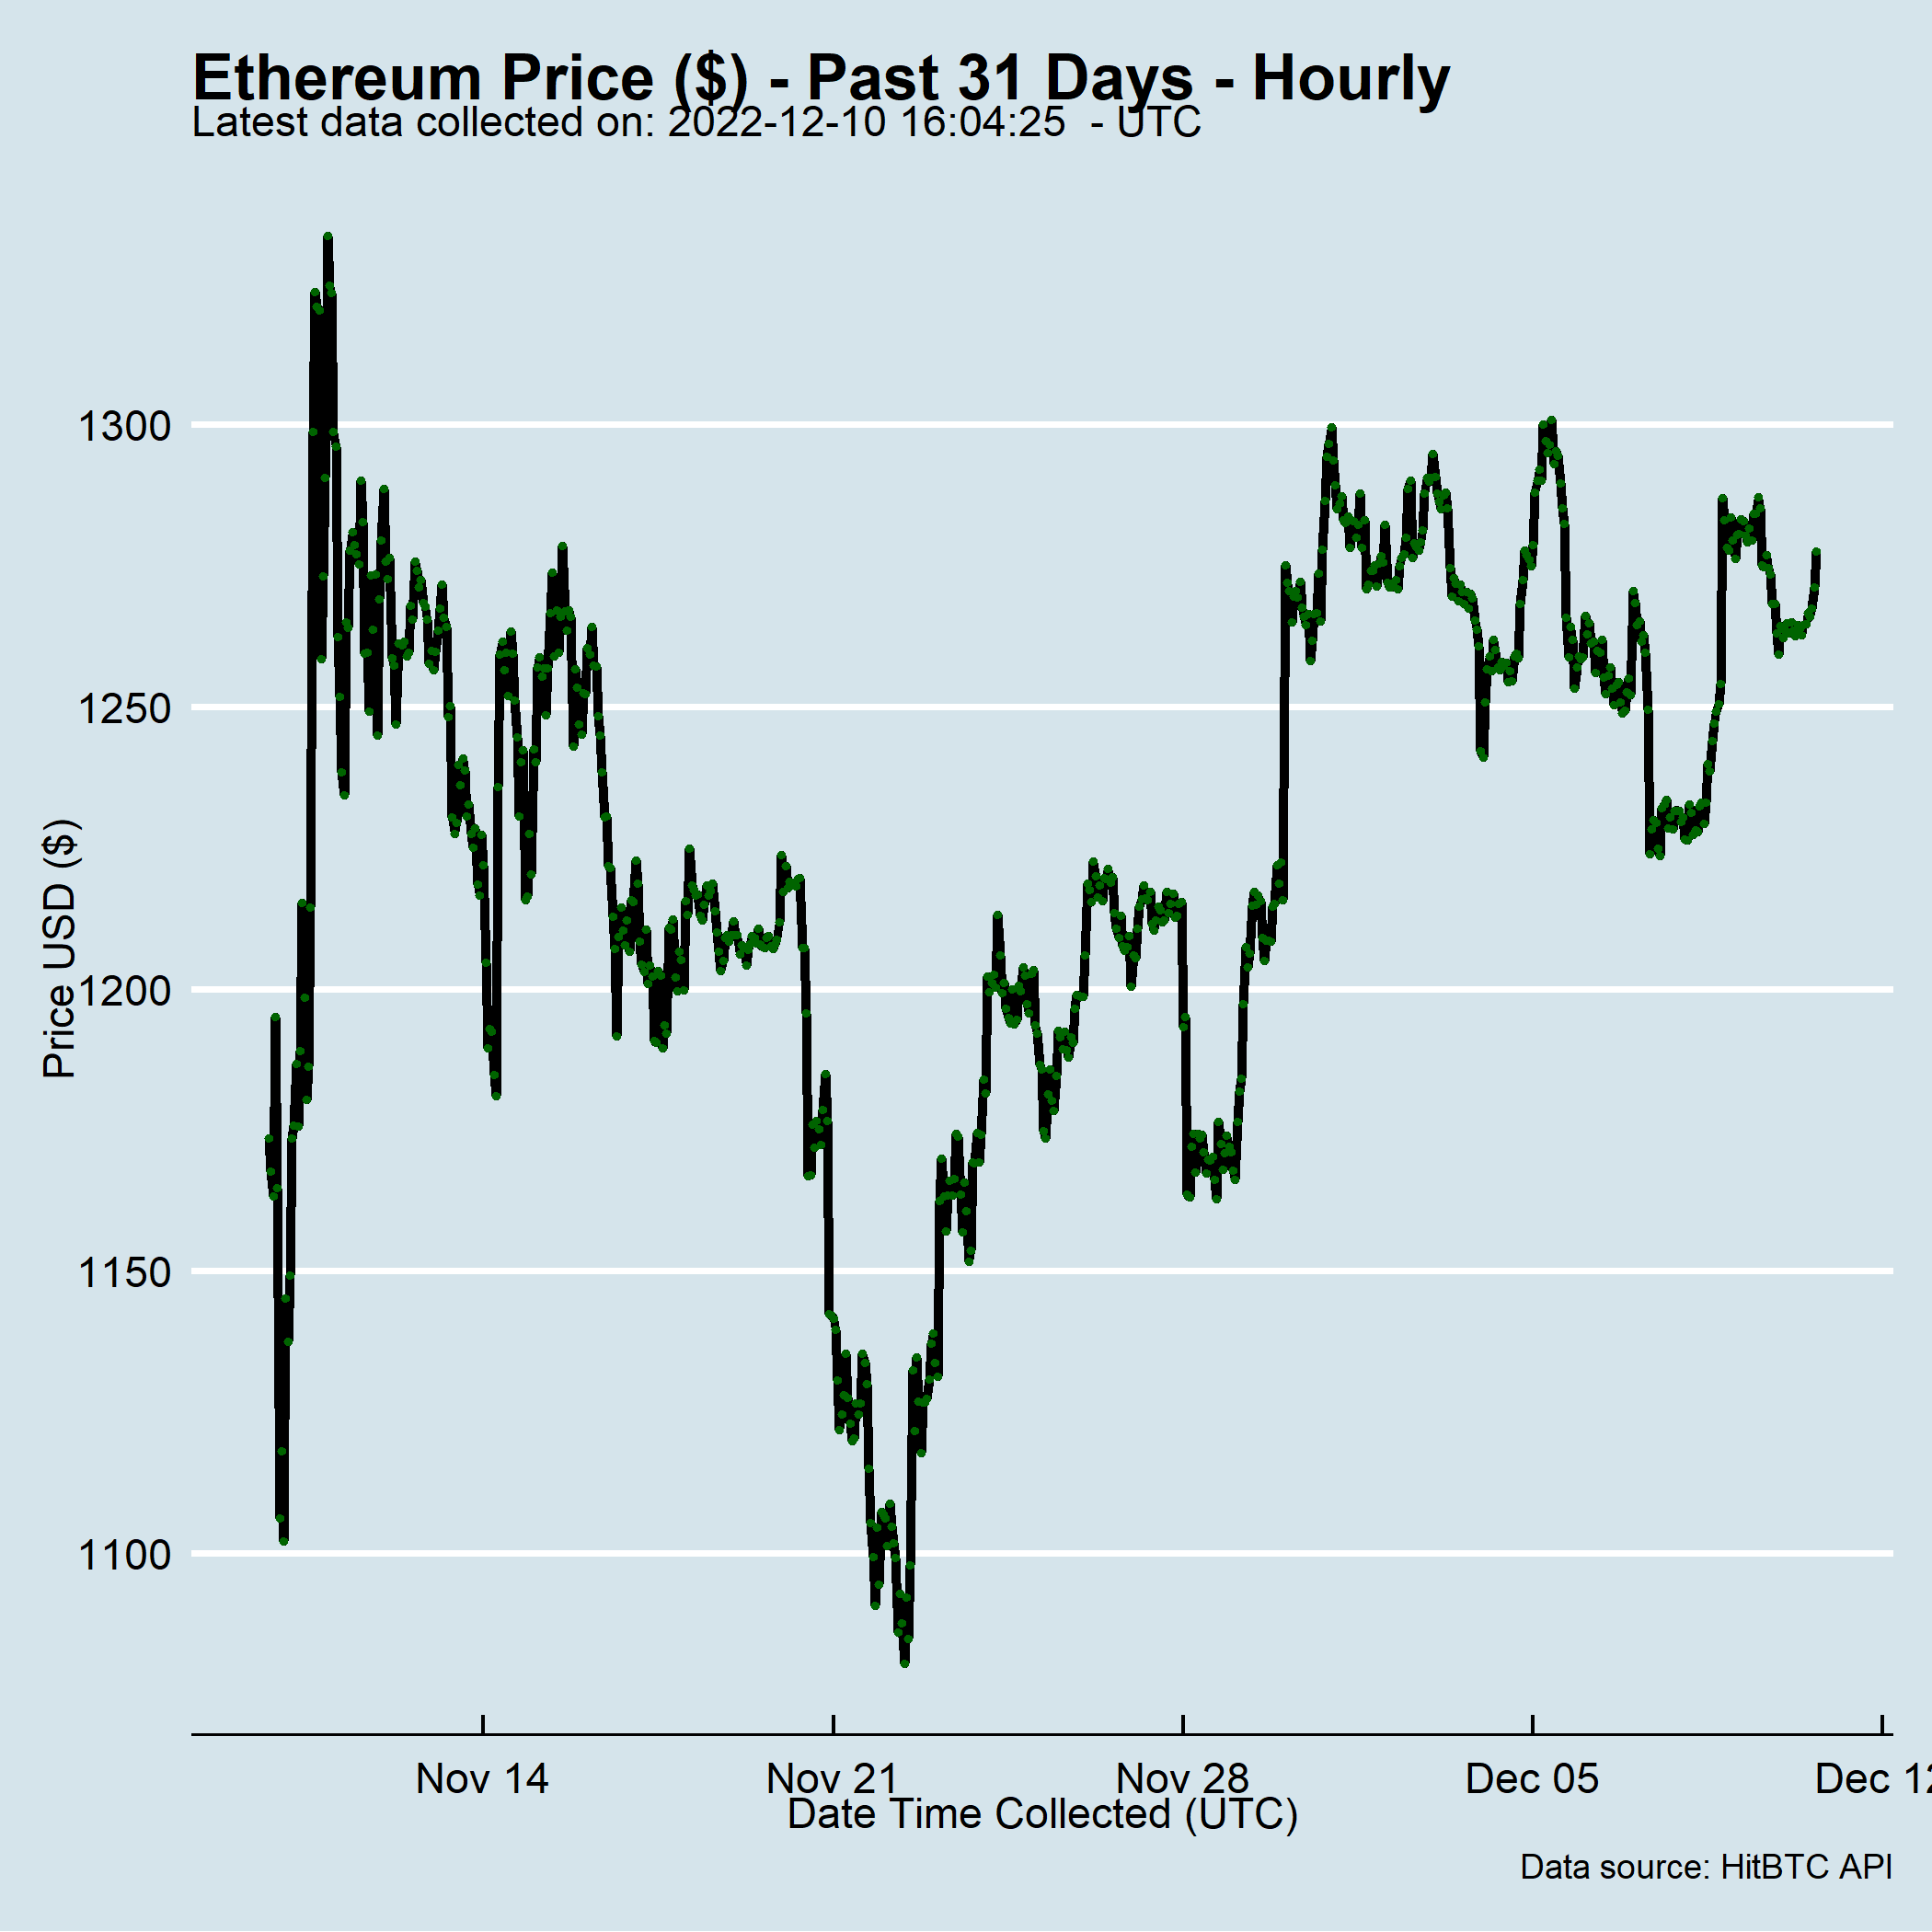 Ethereum Price ($) - Past 31 Days - Hourly
Latest data collected on: 2022-12-10 16:04:25  - UTC
Price USD ($)
1300
1250
1200
1150
1100
Nov 14
Nov 21
Nov 28
Dec 05
Dec 12
Date Time Collected (UTC)
Data source: HitBTC API